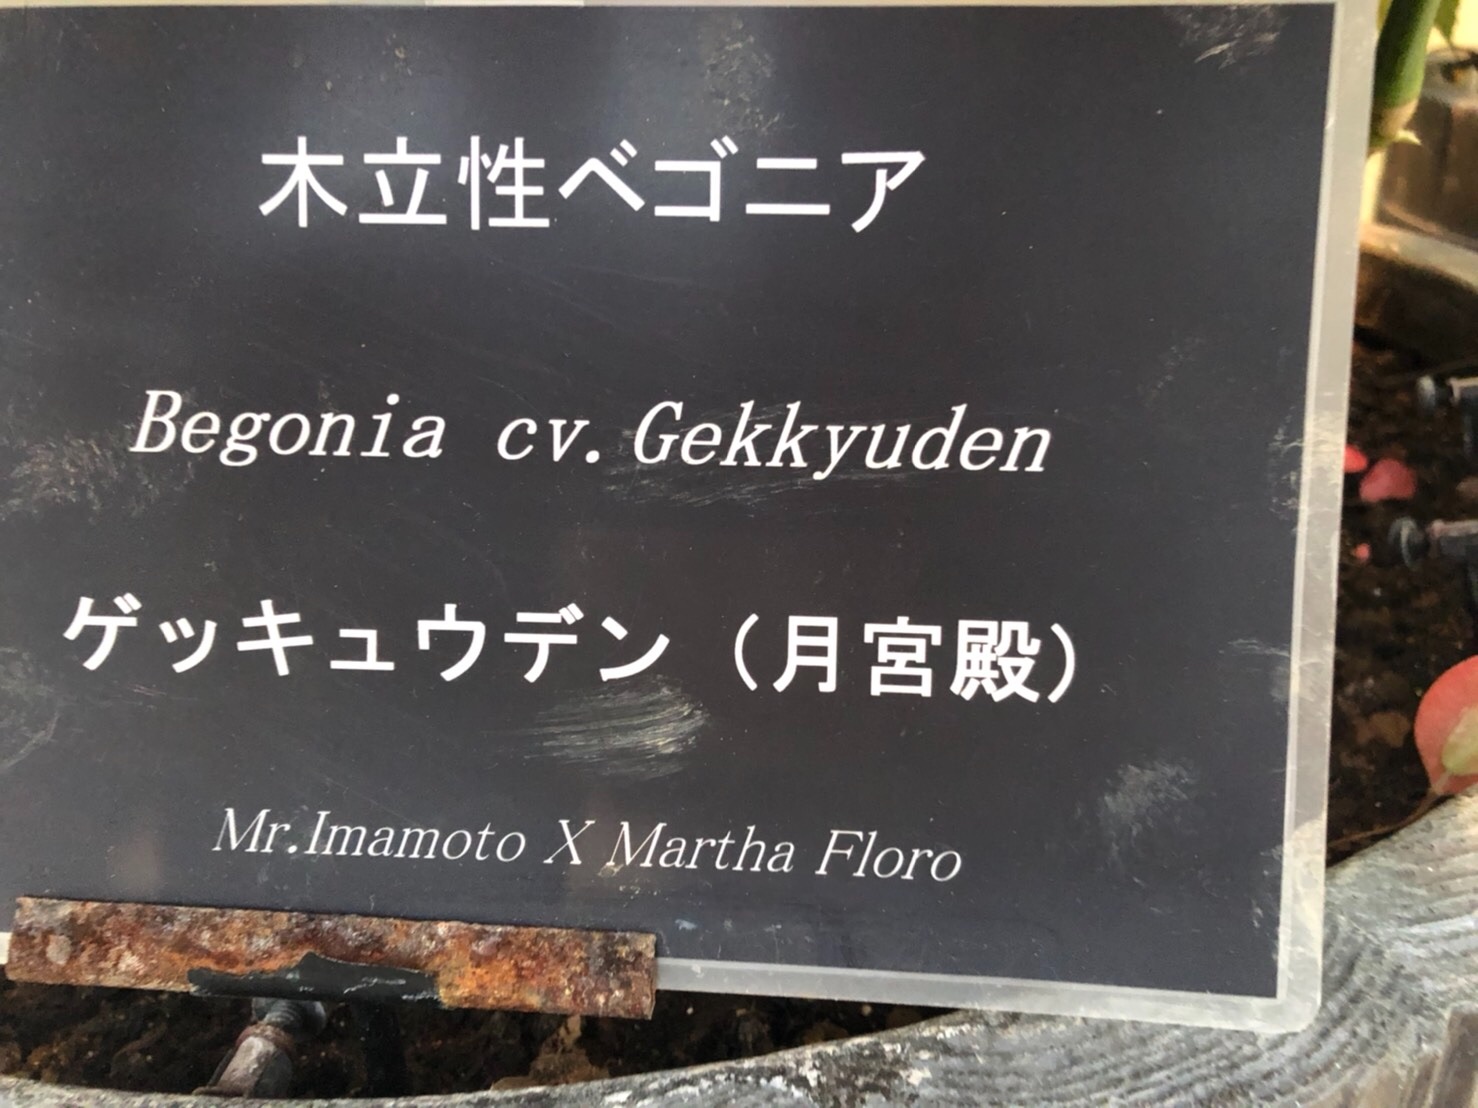 木立性ベゴニア
Begonia cv. Gekkyuden
ゲッキュウデン（月宮殿）
Mr.Imamoto X Martha Floro